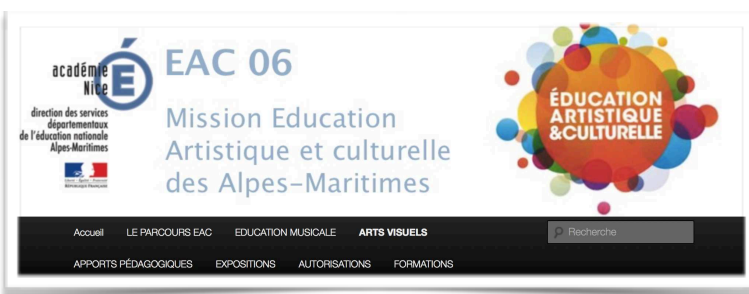 académie
Nice
direction des services
départementaux
de l'éducation nationale
Alpes-Maritimes
RÉPUBLIQUE FRANÇAISE
EAC 06
Mission Education
Artistique et culturelle
des Alpes-Maritimes
ÉDUCATION
ARTISTIQUE
&CULTURELLE
Accueil LE PARCOURS EAC EDUCATION MUSICALE ARTS VISUELS Recherche
APPORTS PÉDAGOGIQUES EXPOSITIONS AUTORISATIONS FORMATIONS